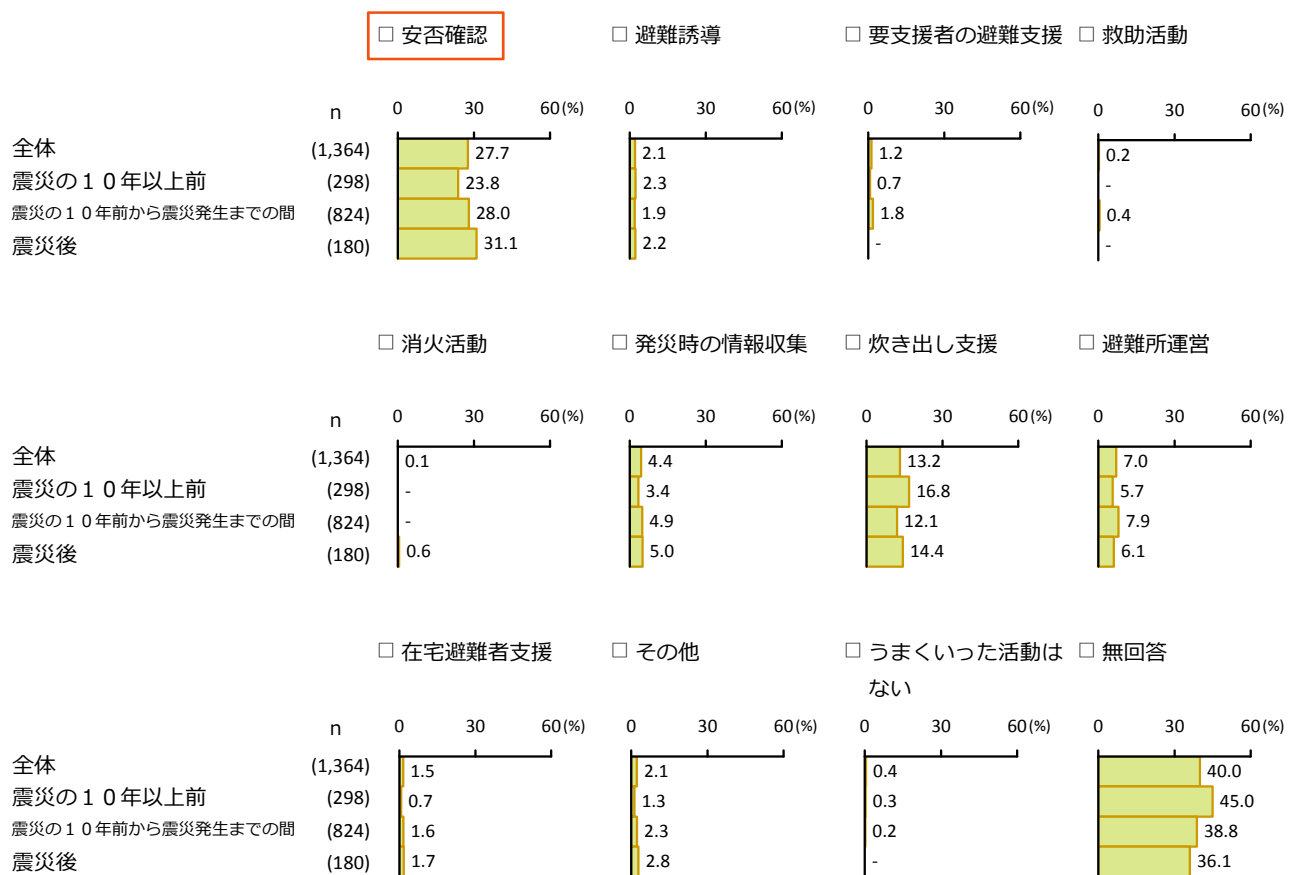 □ 安否確認 □ 避難誘導 □ 要支援者の避難支援 □ 救助活動
n 0 30 60(%) 0 30 60(%) 0 30 60(%) 0 30 60(%)
全体 (1,364) 27.7 2.1 1.2 0.2
震災の１０年以上前 (298) 23.8 2.3 0.7 -
震災の１０年前から震災発生までの間 (824) 28.0 1.9 1.8 0.4
震災後 (180) 31.1 2.2 - -
□ 消火活動 □ 発災時の情報収集 □ 炊き出し支援 □ 避難所運営
n 0 30 60(%) 0 30 60(%) 0 30 60(%) 0 30 60(%)
全体 (1,364) 0.1 4.4 13.2 7.0
震災の１０年以上前 (298) - 3.4 16.8 5.7
震災の１０年前から震災発生までの間 (824) - 4.9 12.1 7.9
震災後 (180) 0.6 5.0 14.4 6.1
□ 在宅避難者支援 □ その他 □ うまくいった活動は □ 無回答
ない
n 0 30 60(%) 0 30 60(%) 0 30 60(%) 0 30 60(%)
全体 (1,364) 1.5 2.1 0.4 40.0
震災の１０年以上前 (298) 0.7 1.3 0.3 45.0
震災の１０年前から震災発生までの間 (824) 1.6 2.3 0.2 38.8
震災後 (180) 1.7 2.8 - 36.1